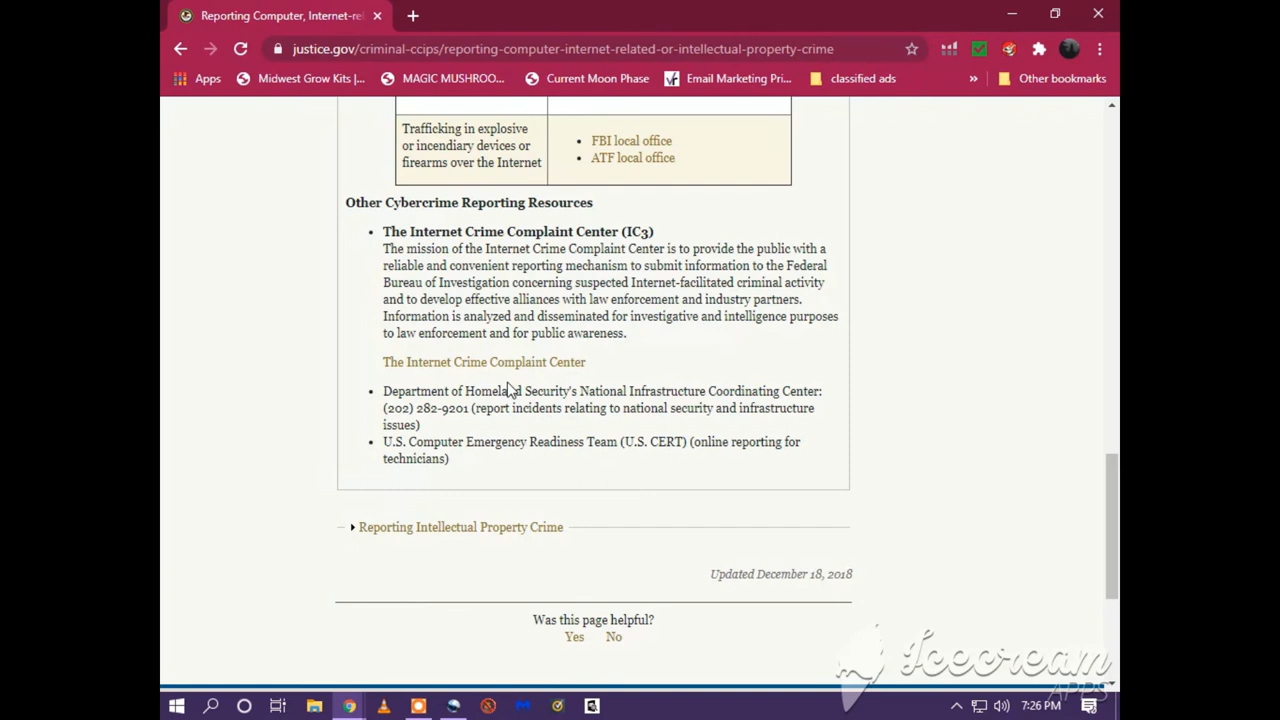 Reporting Computer, Internet-rel
justice.gov/criminal-ccips/reporting-computer-internet-related-or-intellectual-property-crime
Apps Midwest Grow Kits |... MAGIC MUSHROO... Current Moon Phase Email Marketing Pri... classified ads » Other bookmarks
Trafficking in explosive
or incendiary devices or
firearms over the Internet
• FBI local office
• ATF local office
Other Cybercrime Reporting Resources
• The Internet Crime Complaint Center (IC3)
The mission of the Internet Crime Complaint Center is to provide the public with a
reliable and convenient reporting mechanism to submit information to the Federal
Bureau of Investigation concerning suspected Internet-facilitated criminal activity
and to develop effective alliances with law enforcement and industry partners.
Information is analyzed and disseminated for investigative and intelligence purposes
to law enforcement and for public awareness.
The Internet Crime Complaint Center
• Department of Homeland Security's National Infrastructure Coordinating Center:
(202) 282-9201 (report incidents relating to national security and infrastructure
issues)
• U.S. Computer Emergency Readiness Team (U.S. CERT) (online reporting for
technicians)
Reporting Intellectual Property Crime
Updated December 18, 2018
Was this page helpful?
Yes No
Icecream
APPS
7:26 PM